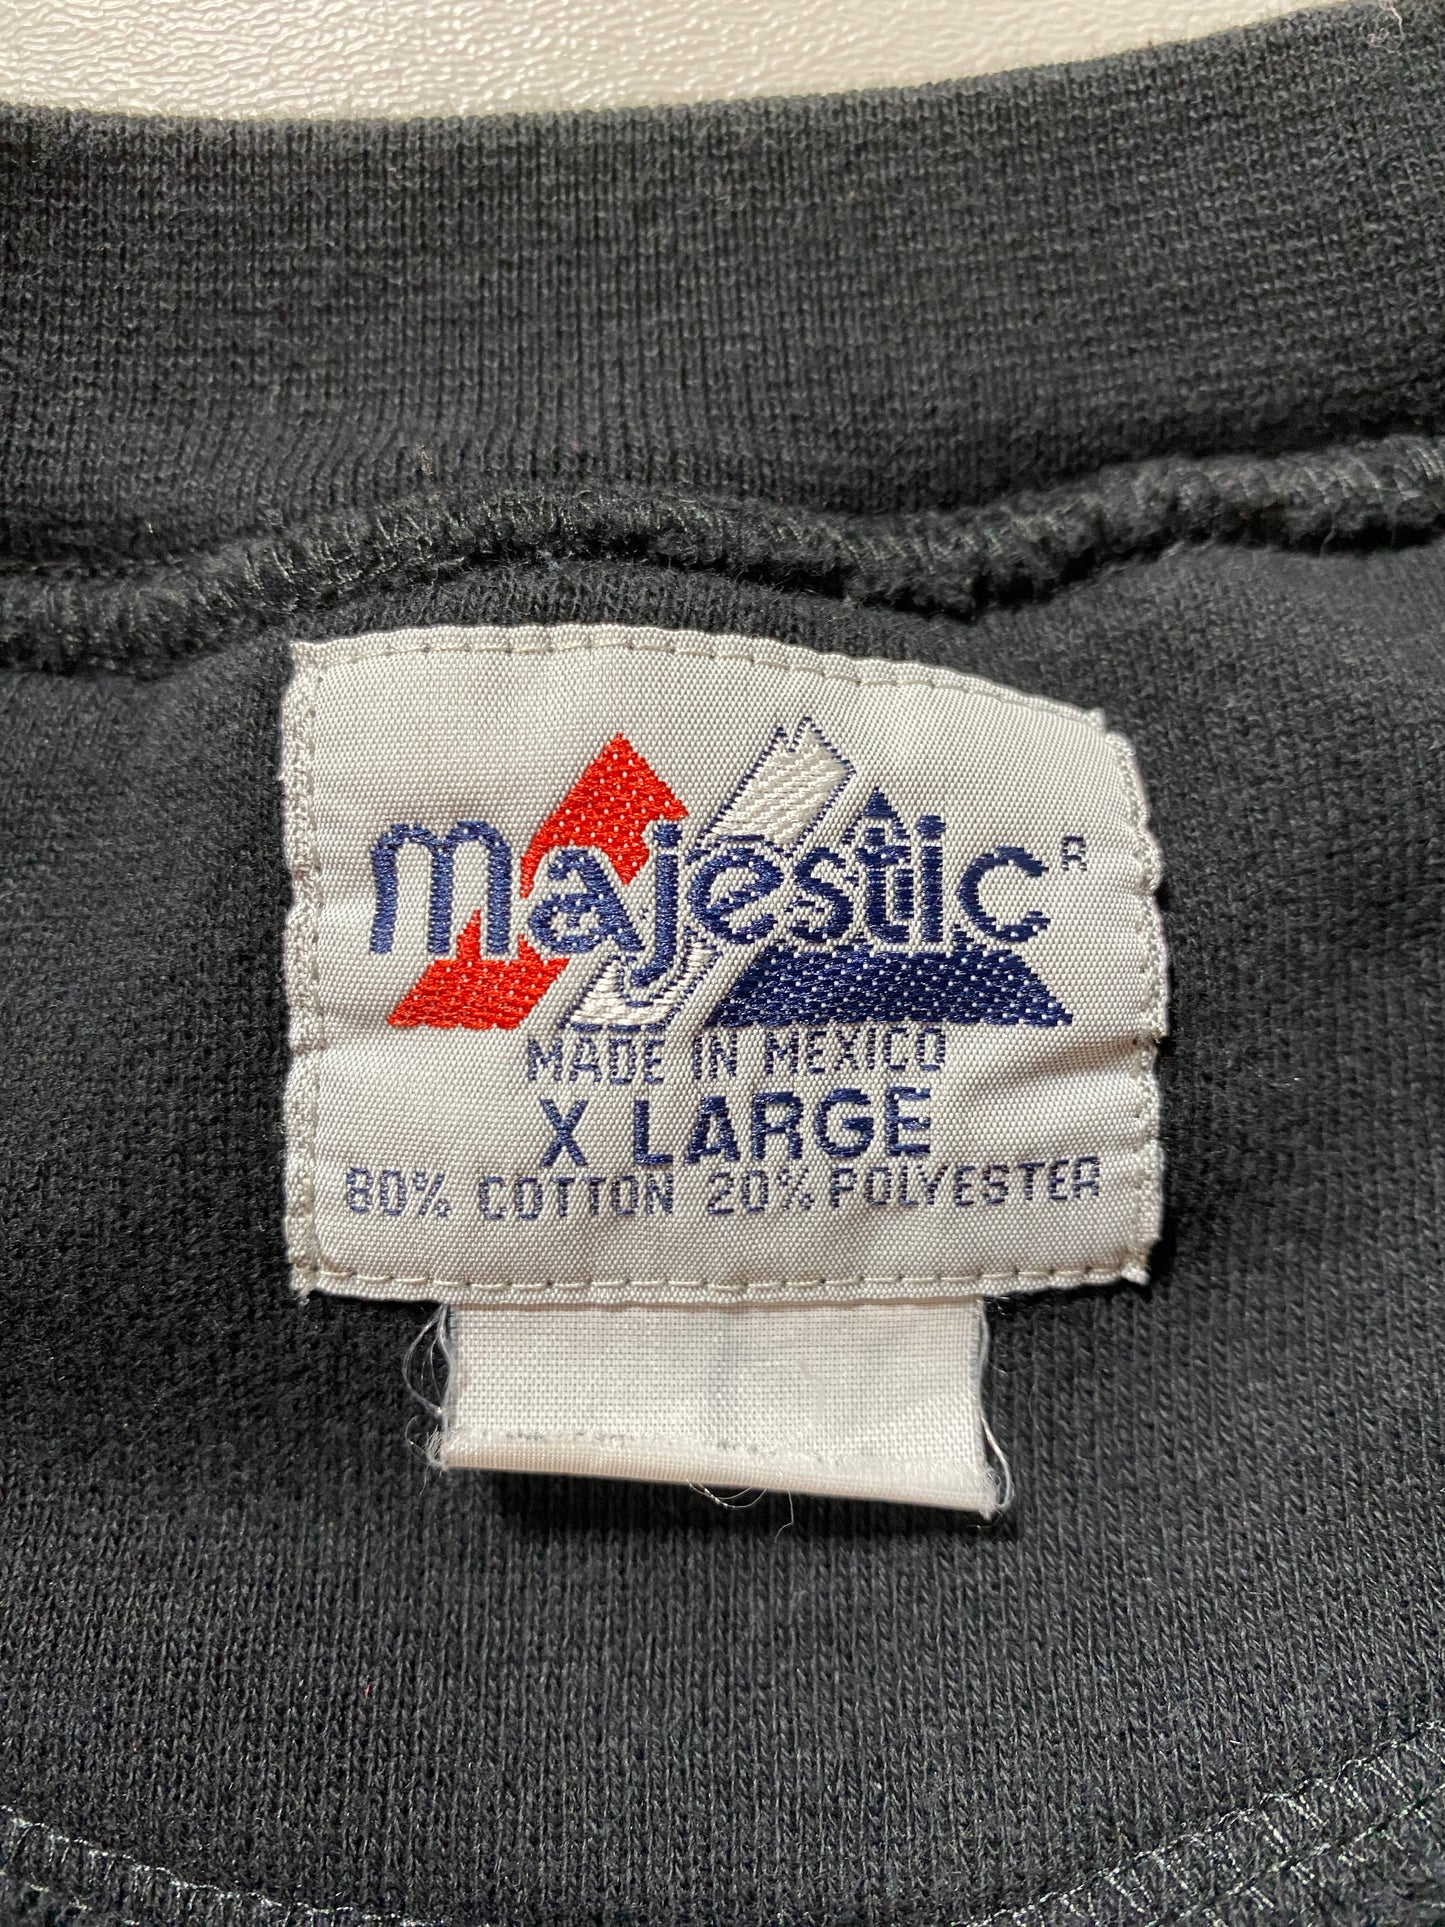 majestic R
MADE IN MEXICO
X LARGE
80% COTTON 20% POLYESTER